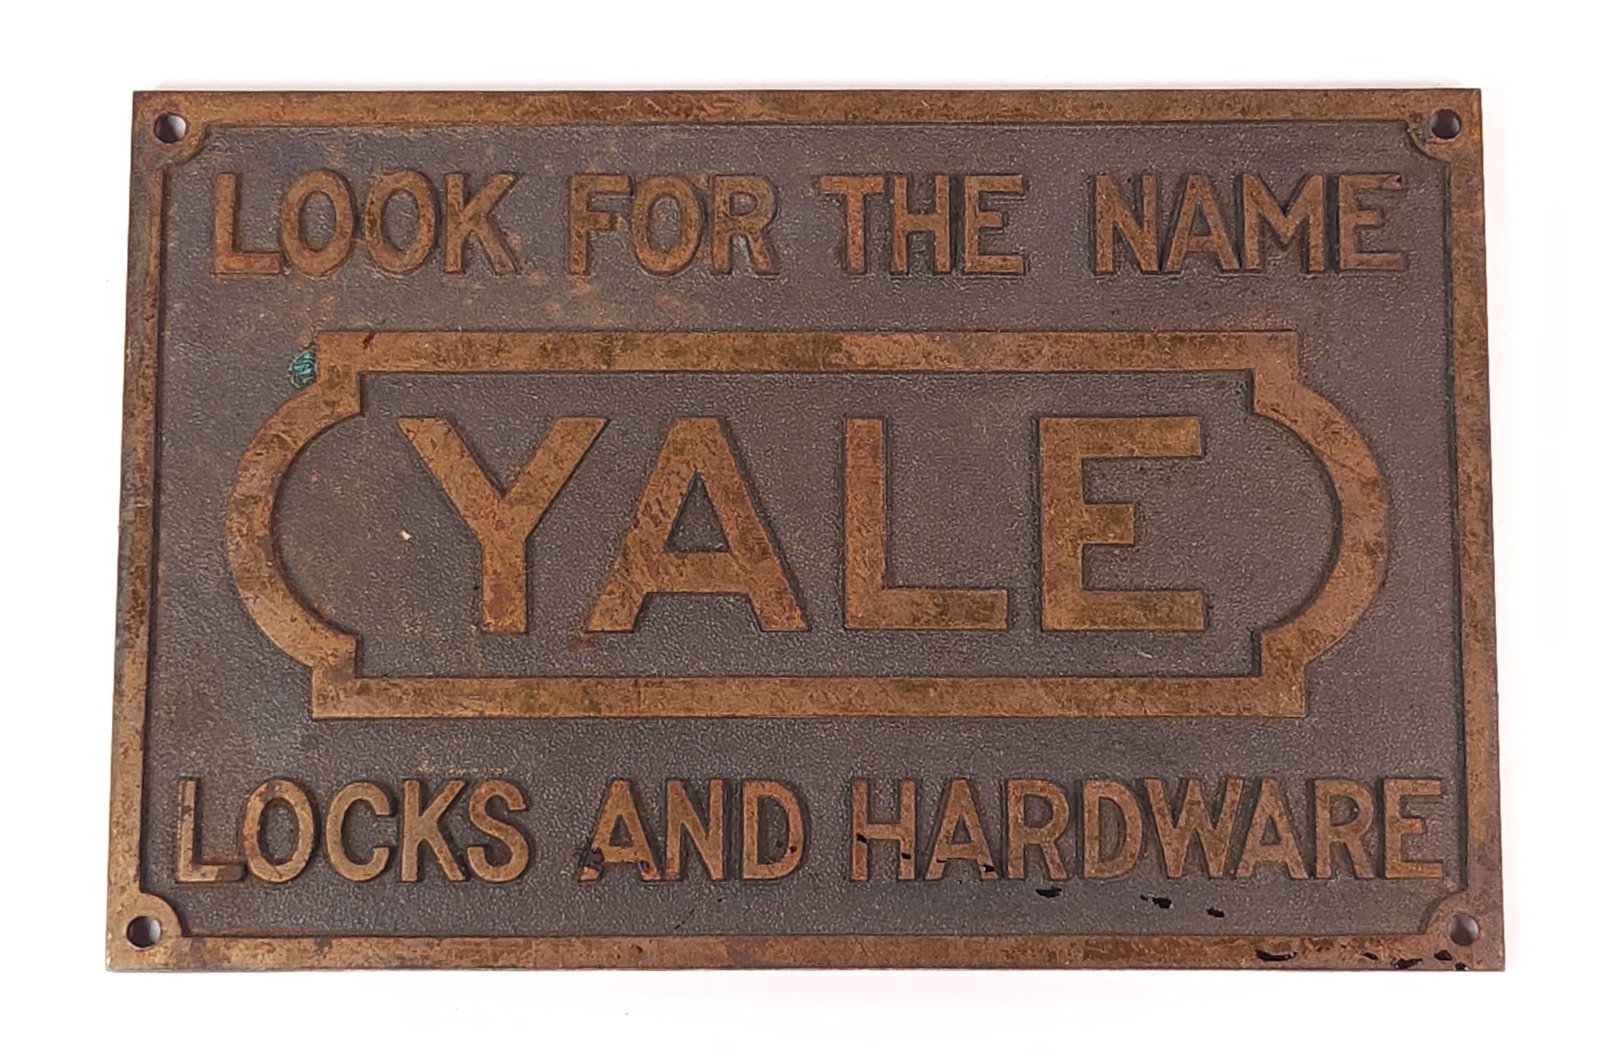 LOOK FOR THE NAME
YALE
LOCKS AND HARDWARE